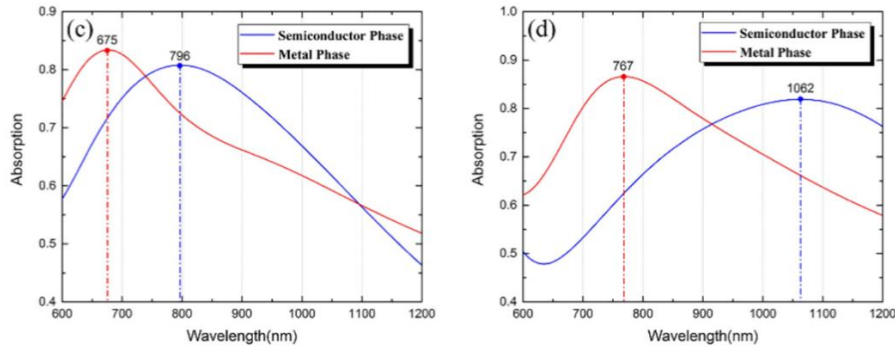 (c)
675
796
Semiconductor Phase
Metal Phase
0.9
0.8
0.7
0.6
0.5
0.4
Absorption
600 700 800 900 1000 1100 1200
Wavelength(nm)
(d)
767
1062
Semiconductor Phase
Metal Phase
1.0
0.9
0.8
0.7
0.6
0.5
0.4
Absorption
600 700 800 900 1000 1100 1200
Wavelength(nm)